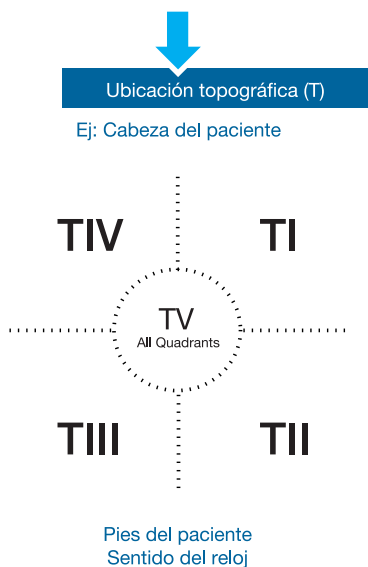 Ubicación topográfica (T)
Ej: Cabeza del paciente
TIV
TI
TV
All Quadrants
TIII
TII
Pies del paciente
Sentido del reloj